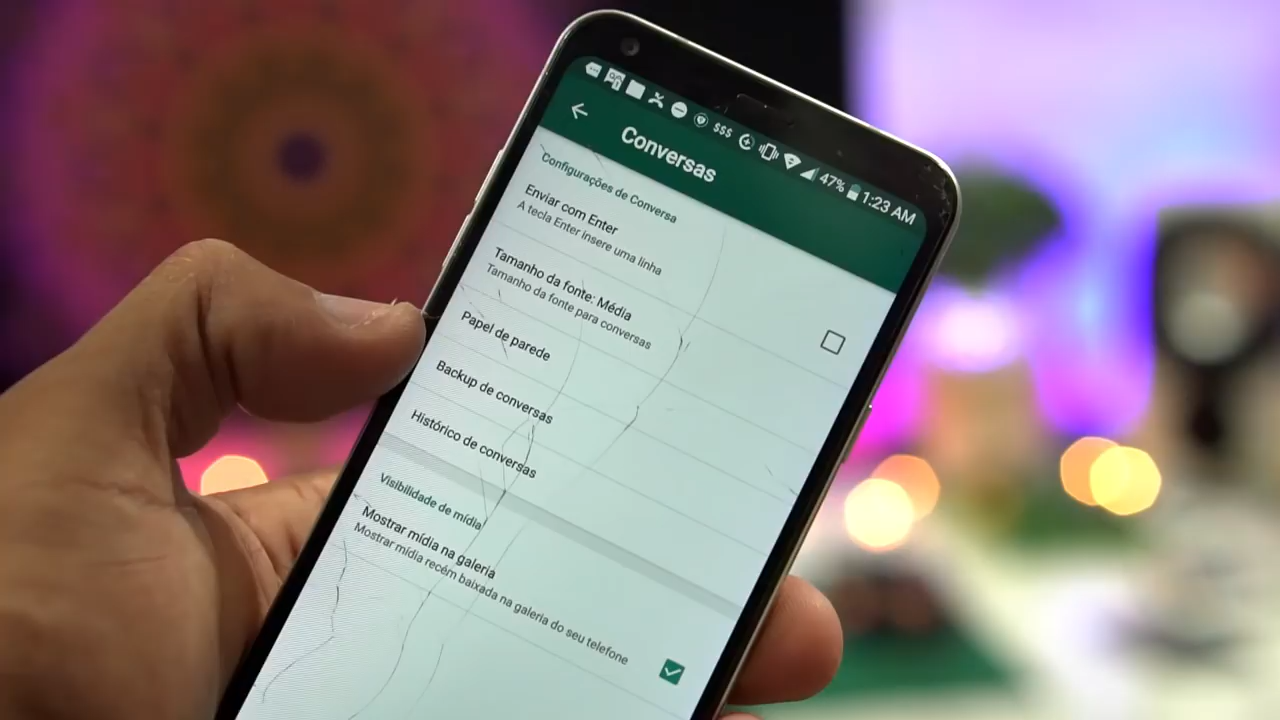 $$$ 47% 1:23 AM
Conversas
Configurações de Conversa
Enviar com Enter
A tecla Enter insere uma linha
Tamanho da fonte: Média
Tamanho da fonte para conversas
Papel de parede
Backup de conversas
Histórico de conversas
Visibilidade de mídia
Mostrar mídia na galeria
Mostrar mídia recém baixada na galeria do seu telefone